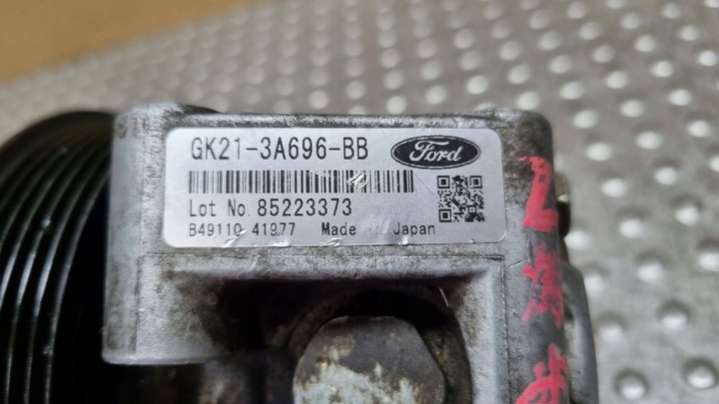 GK21-3A696-BB
Ford
Lot No. 85223373
B49110 41977 Made Japan